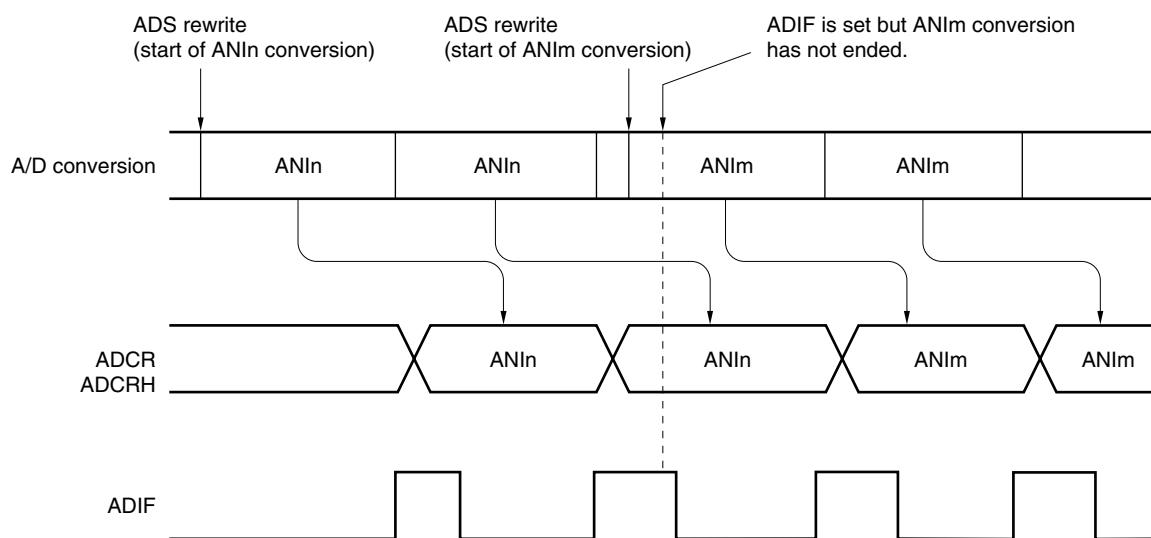 ADS rewrite
(start of ANIn conversion)
ADS rewrite
(start of ANIm conversion)
ADIF is set but ANIm conversion
has not ended.
A/D conversion
ANIn
ANIn
ANIm
ANIm
ADCR
ADCRH
ANIn
ANIn
ANIm
ANIm
ADIF